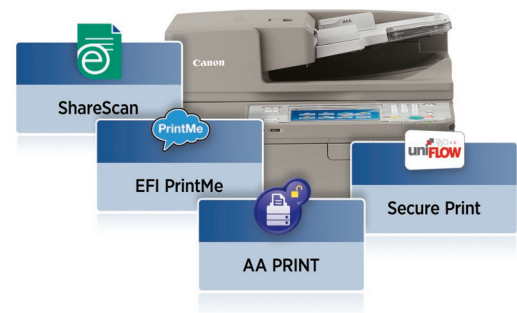 Canon
ShareScan
PrintMe
EFI PrintMe
uniFLOW
Secure Print
AA PRINT